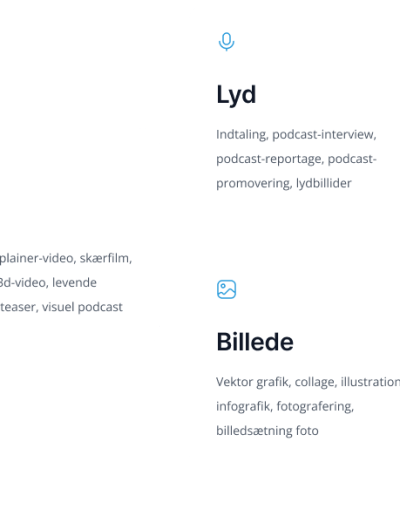 Lyd
Indtaling, podcast-interview,
podcast-reportage, podcast-
promovering, lydbillider
plainer-video, skærfilm,
3d-video, levende
teaser, visuel podcast
Billede
Vektor grafik, collage, illustration
infografik, fotografering,
billedsætning foto